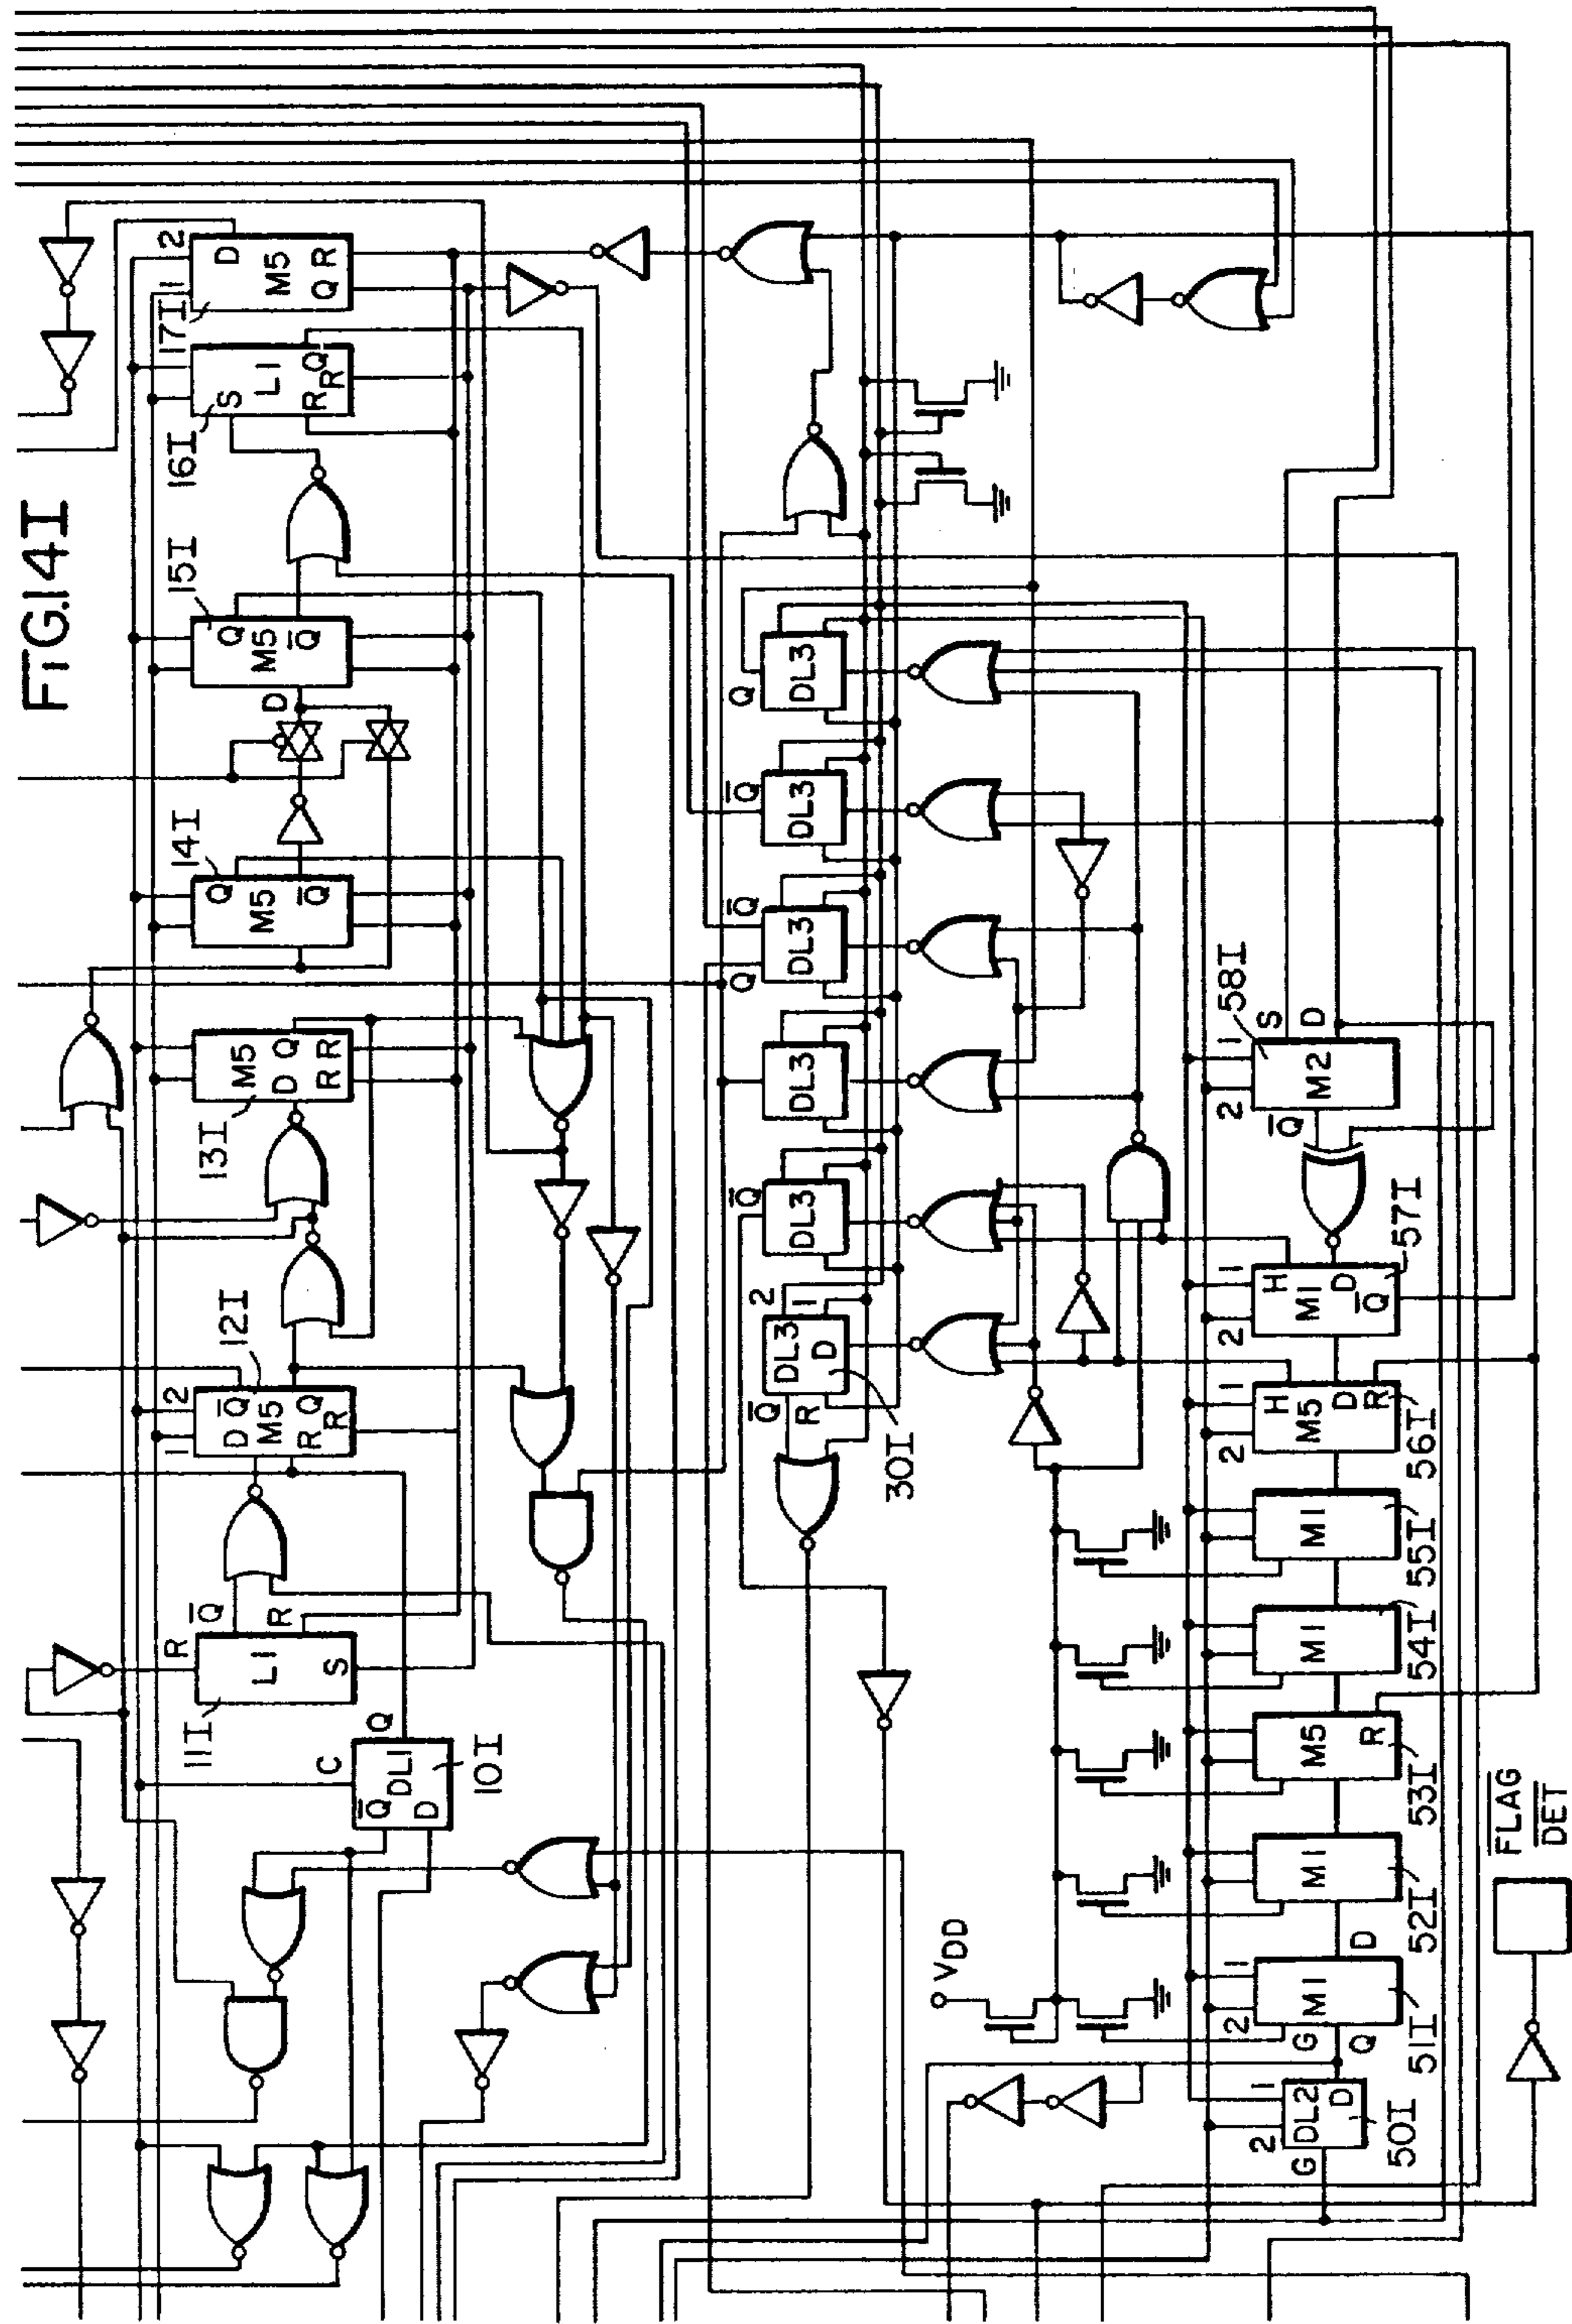 FIG.14I
17I
1
2
D
M5
Q R
16I
S
L1
R
Q
R
15I
Q
M5
Q̅
D
14I
Q
M5
Q̅
13I
M5
D Q
R R
12I
1
2
D Q̅
M5
R Q
R
11I
R
Q̅
L1
R
S
10I
C
Q
Q̅
DL1
D
Q
DL3
Q̅
DL3
Q̅
Q
DL3
DL3
Q̅
DL3
2
1
DL3
D
Q̅
R
30I
58I
S
D
1
2
M2
Q̅
57I
1
2
H
M1
D
Q̅
56I
1
2
H
M5
D
R
55I
M1
54I
M1
53I
M5
R
52I
M1
D
51I
1
2
M1
G
Q
50I
1
2
DL2
D
G
VDD
F̅L̅A̅G̅
D̅E̅T̅